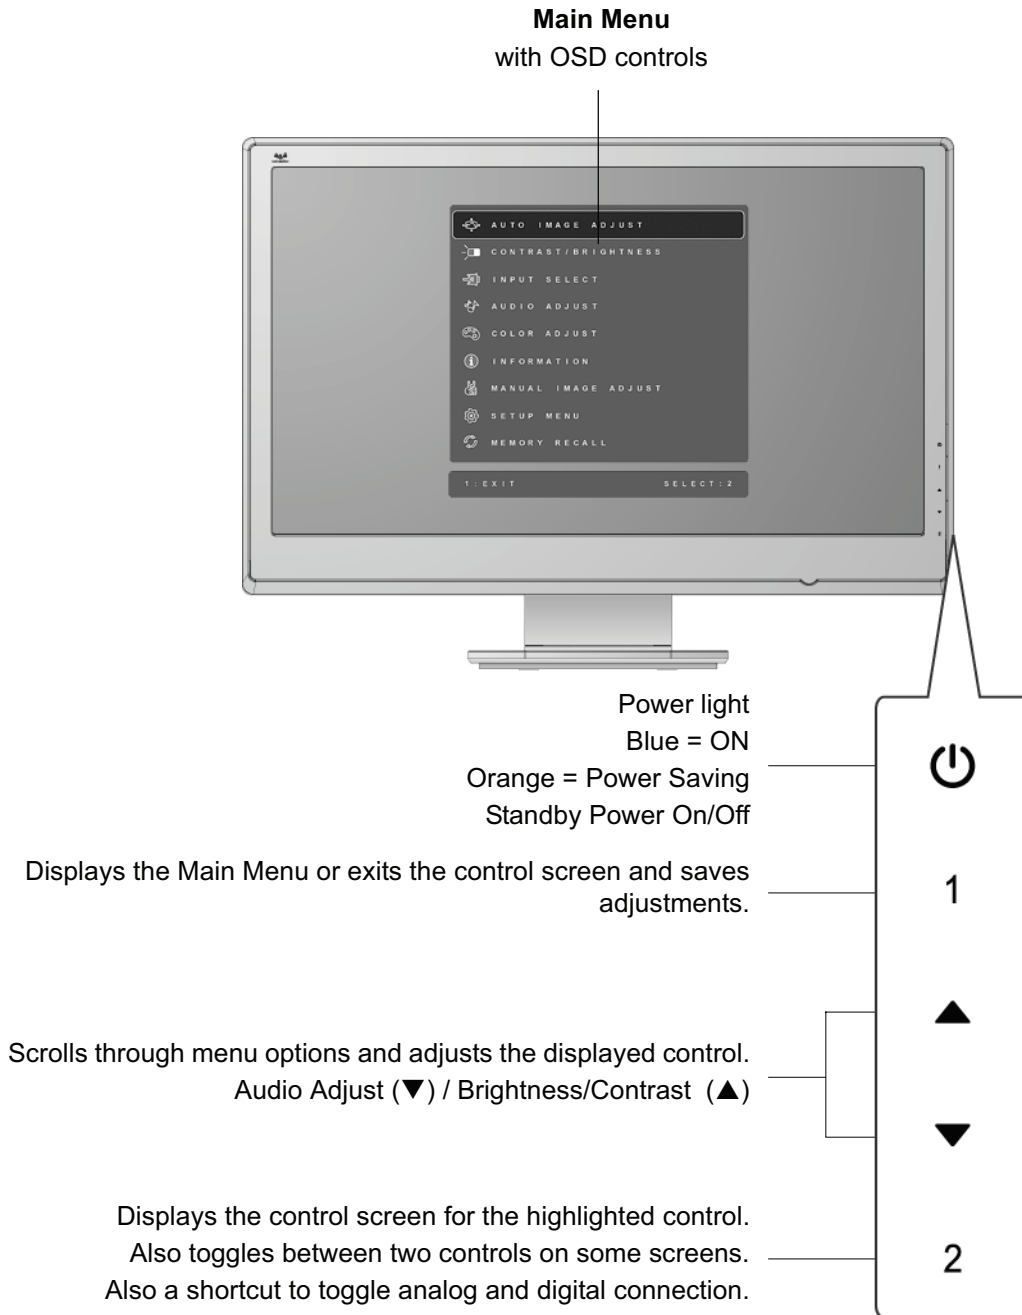 Main Menu
with OSD controls
AUTO IMAGE ADJUST
CONTRAST/BRIGHTNESS
INPUT SELECT
AUDIO ADJUST
COLOR ADJUST
INFORMATION
MANUAL IMAGE ADJUST
SETUP MENU
MEMORY RECALL
1:EXIT SELECT:2
Power light
Blue = ON
Orange = Power Saving
Standby Power On/Off
Displays the Main Menu or exits the control screen and saves
adjustments.
1
Scrolls through menu options and adjusts the displayed control.
Audio Adjust (▼) / Brightness/Contrast (▲)
Displays the control screen for the highlighted control.
Also toggles between two controls on some screens.
Also a shortcut to toggle analog and digital connection.
2